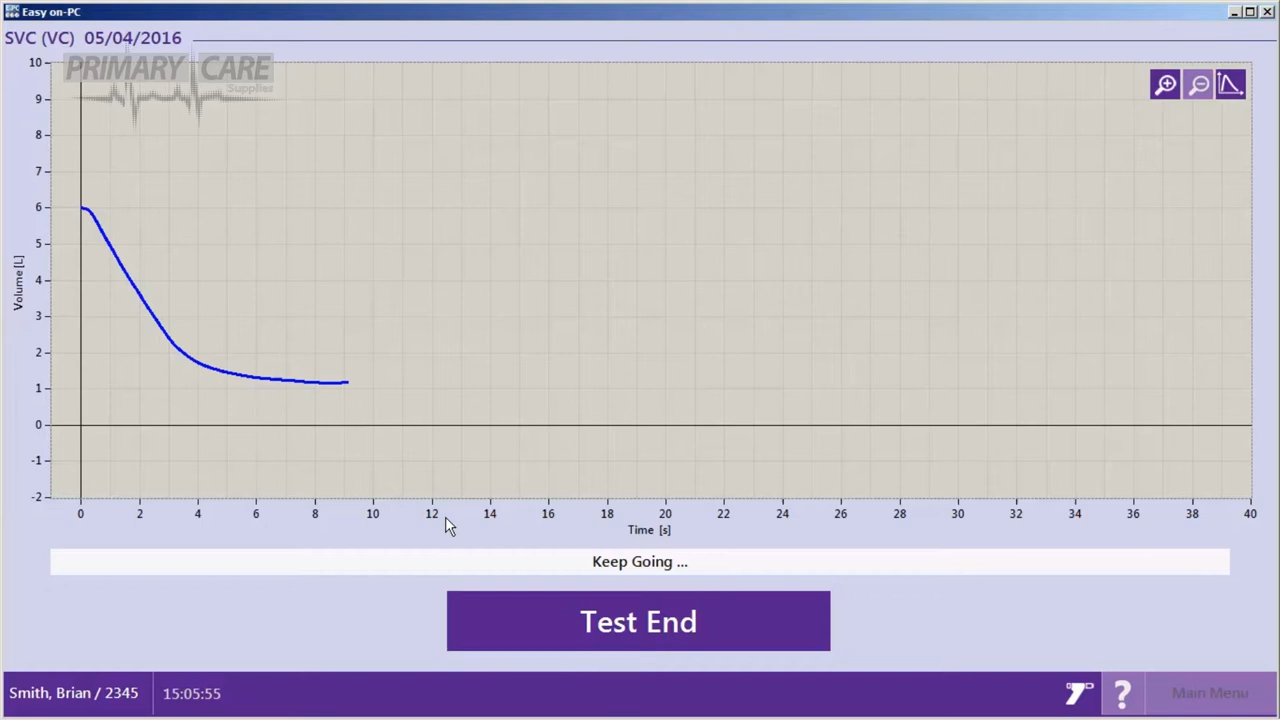 Easy on-PC
SVC (VC) 05/04/2016
PRIMARY CARE
Supplies
10
9
8
7
6
5
4
3
2
1
0
-1
-2
Volume [L]
0 2 4 6 8 10 12 14 16 18 20 22 24 26 28 30 32 34 36 38 40
Time [s]
Keep Going ...
Test End
Smith, Brian / 2345 15:05:55 ? Main Menu